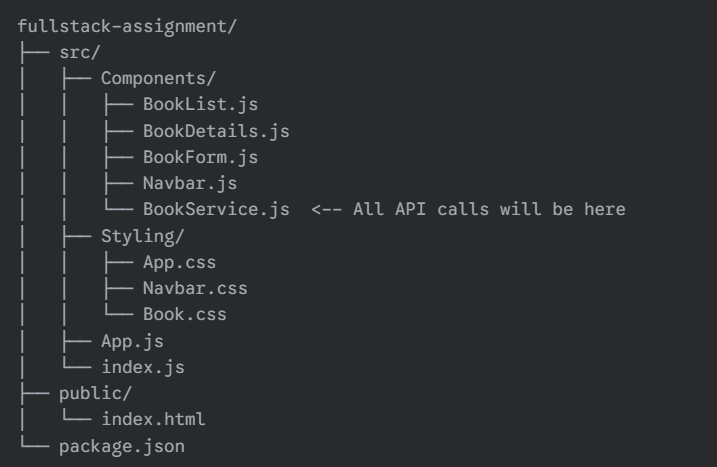 fullstack-assignment/
├── src/
│   ├── Components/
│   │   ├── BookList.js
│   │   ├── BookDetails.js
│   │   ├── BookForm.js
│   │   ├── Navbar.js
│   │   └── BookService.js  <-- All API calls will be here
│   ├── Styling/
│   │   ├── App.css
│   │   ├── Navbar.css
│   │   └── Book.css
│   ├── App.js
│   └── index.js
├── public/
│   └── index.html
└── package.json